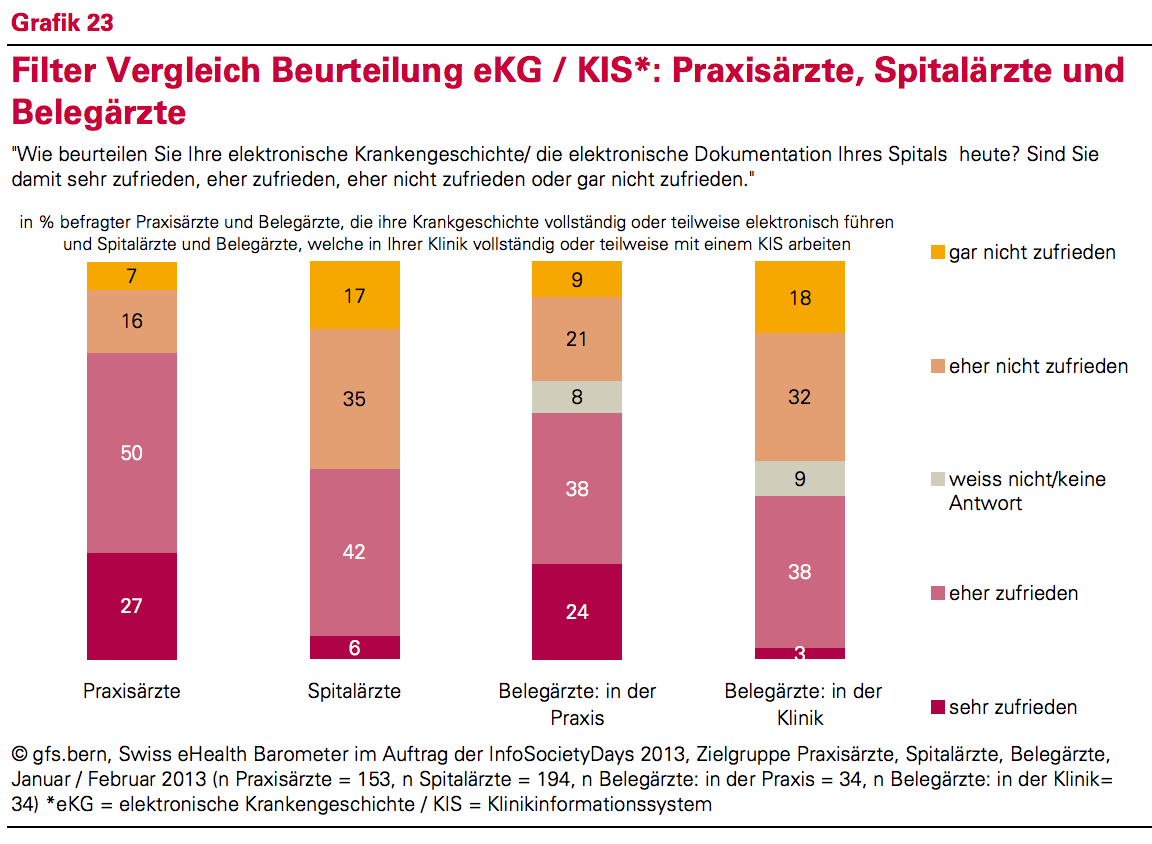 Grafik 23
Filter Vergleich Beurteilung eKG / KIS*: Praxisärzte, Spitalärzte und
Belegärzte
"Wie beurteilen Sie Ihre elektronische Krankengeschichte/ die elektronische Dokumentation Ihres Spitals heute? Sind Sie
damit sehr zufrieden, eher zufrieden, eher nicht zufrieden oder gar nicht zufrieden."
in % befragter Praxisärzte und Belegärzte, die ihre Krankgeschichte vollständig oder teilweise elektronisch führen
und Spitalärzte und Belegärzte, welche in Ihrer Klinik vollständig oder teilweise mit einem KIS arbeiten
7
16
50
27
17
35
42
6
9
21
8
38
24
18
32
9
38
3
Praxisärzte
Spitalärzte
Belegärzte: in der
Praxis
Belegärzte: in der
Klinik
gar nicht zufrieden
eher nicht zufrieden
weiss nicht/keine
Antwort
eher zufrieden
sehr zufrieden
© gfs.bern, Swiss eHealth Barometer im Auftrag der InfoSocietyDays 2013, Zielgruppe Praxisärzte, Spitalärzte, Belegärzte,
Januar / Februar 2013 (n Praxisärzte = 153, n Spitalärzte = 194, n Belegärzte: in der Praxis = 34, n Belegärzte: in der Klinik=
34) *eKG = elektronische Krankengeschichte / KIS = Klinikinformationssystem